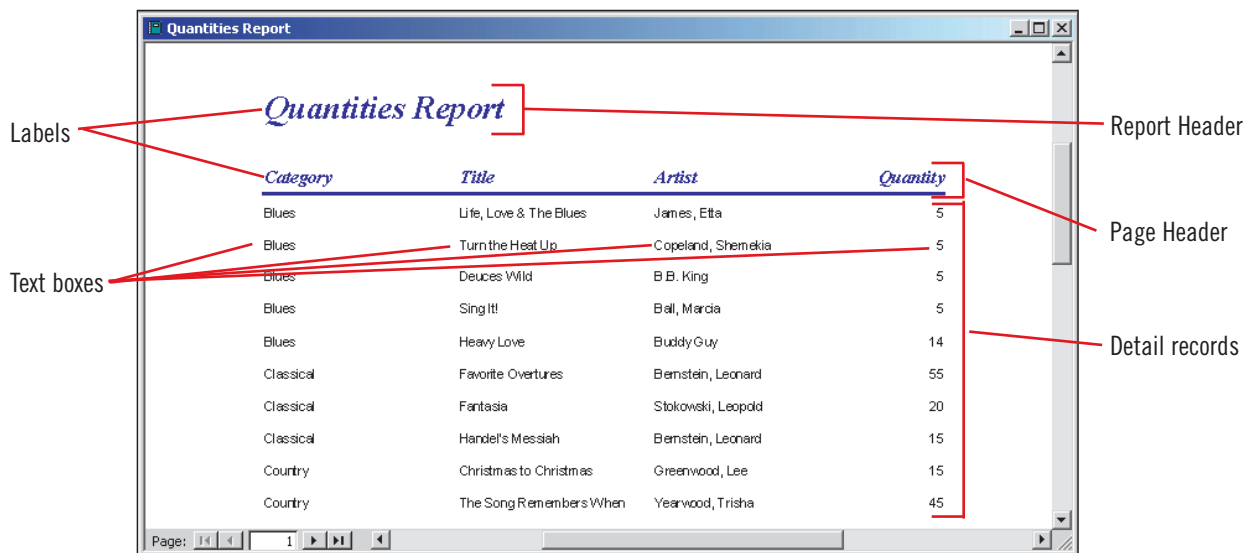 Quantities Report
Quantities Report
Labels
Report Header
Category Title Artist Quantity
Blues Life, Love & The Blues James, Etta 5
Page Header
Blues Turn the Heat Up Copeland, Shemekia 5
Text boxes
Blues Deuces Wild B.B. King 5
Blues Sing It! Ball, Marcia 5
Detail records
Blues Heavy Love Buddy Guy 14
Classical Favorite Overtures Bernstein, Leonard 55
Classical Fantasia Stokowski, Leopold 20
Classical Handel's Messiah Bernstein, Leonard 15
Country Christmas to Christmas Greenwood, Lee 15
Country The Song Remembers When Yearwood, Trisha 45
Page: 1